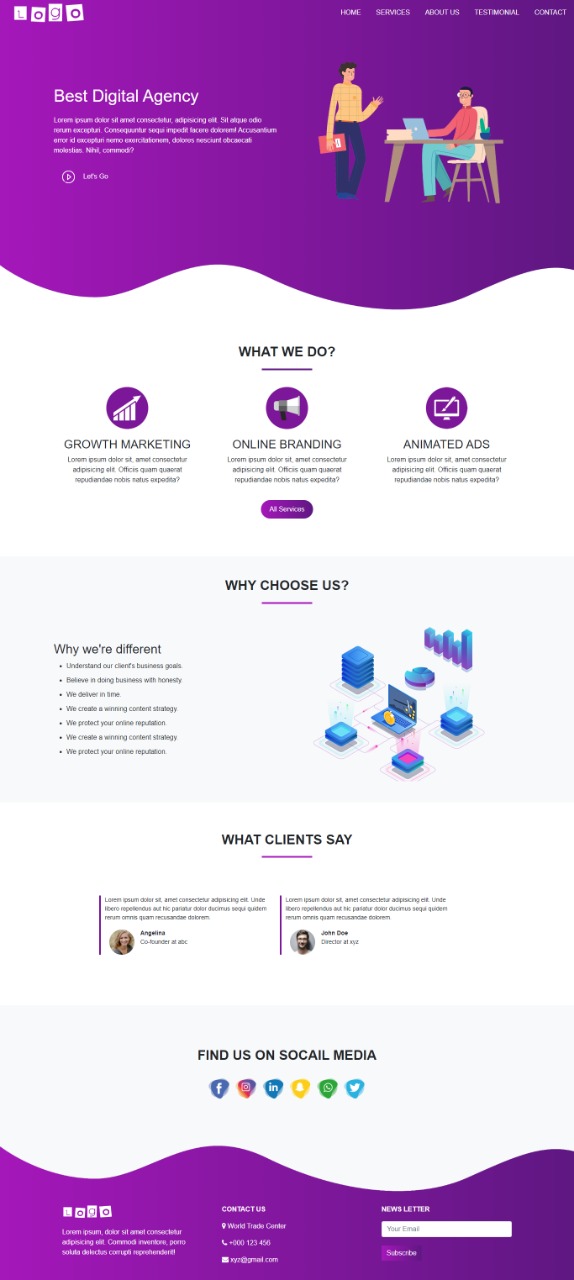 LOGO
HOME SERVICES ABOUT US TESTIMONIAL CONTACT
Best Digital Agency
Lorem ipsum dolor sit amet consectetur, adipisicing elit. Sit atque odio
rerum excepturi. Consequuntur sequi impedit facere dolorem! Accusantium
error id excepturi nemo exercitationem, dolores nesciunt obcaecati
molestias. Nihil, commodi?
Let's Go
WHAT WE DO?
GROWTH MARKETING
Lorem ipsum dolor sit, amet consectetur
adipisicing elit. Officiis quam quaerat
repudiandae nobis natus expedita?
ONLINE BRANDING
Lorem ipsum dolor sit, amet consectetur
adipisicing elit. Officiis quam quaerat
repudiandae nobis natus expedita?
ANIMATED ADS
Lorem ipsum dolor sit, amet consectetur
adipisicing elit. Officiis quam quaerat
repudiandae nobis natus expedita?
All Services
WHY CHOOSE US?
Why we're different
Understand our client's business goals.
Believe in doing business with honesty.
We deliver in time.
We create a winning content strategy.
We protect your online reputation.
We create a winning content strategy.
We protect your online reputation.
WHAT CLIENTS SAY
Lorem ipsum dolor sit, amet consectetur adipisicing elit. Unde
libero repellendus aut hic pariatur dolor ducimus sequi quidem
rerum omnis quam recusandae dolorem.
Angelina
Co-founder at abc
Lorem ipsum dolor sit, amet consectetur adipisicing elit. Unde
libero repellendus aut hic pariatur dolor ducimus sequi quidem
rerum omnis quam recusandae dolorem.
John Doe
Director at xyz
FIND US ON SOCAIL MEDIA
LOGO
Lorem ipsum, dolor sit amet consectetur
adipisicing elit. Commodi inventore, porro
soluta delectus corrupti reprehenderit!
CONTACT US
World Trade Center
+000 123 456
xyz@gmail.com
NEWS LETTER
Your Email
Subscribe